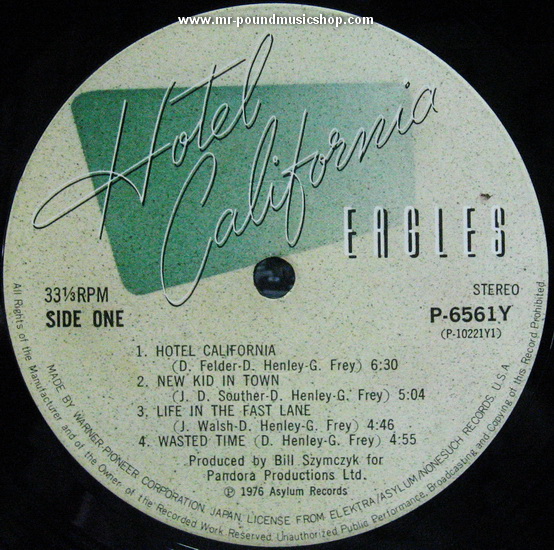 www.mr-poundmusicshop.com
Hotel
California
EAGLES
33⅓RPM
SIDE ONE
STEREO
P-6561Y
(P-10221Y1)
1. HOTEL CALIFORNIA
(D. Felder-D. Henley-G. Frey) 6:30
2. NEW KID IN TOWN
(J. D. Souther-D. Henley-G. Frey) 5:04
3. LIFE IN THE FAST LANE
(J. Walsh-D. Henley-G. Frey) 4:46
4. WASTED TIME (D. Henley-G. Frey) 4:55
Produced by Bill Szymczyk for
Pandora Productions Ltd.
℗ 1976 Asylum Records
MADE BY WARNER-PIONEER CORPORATION, JAPAN, LICENSE FROM ELEKTRA/ASYLUM/NONESUCH RECORDS, U.S.A.
All Rights of the Manufacturer and of the Owner of the Recorded Work Reserved. Unauthorized Public Performance, Broadcasting and Copying of this Record Prohibited.